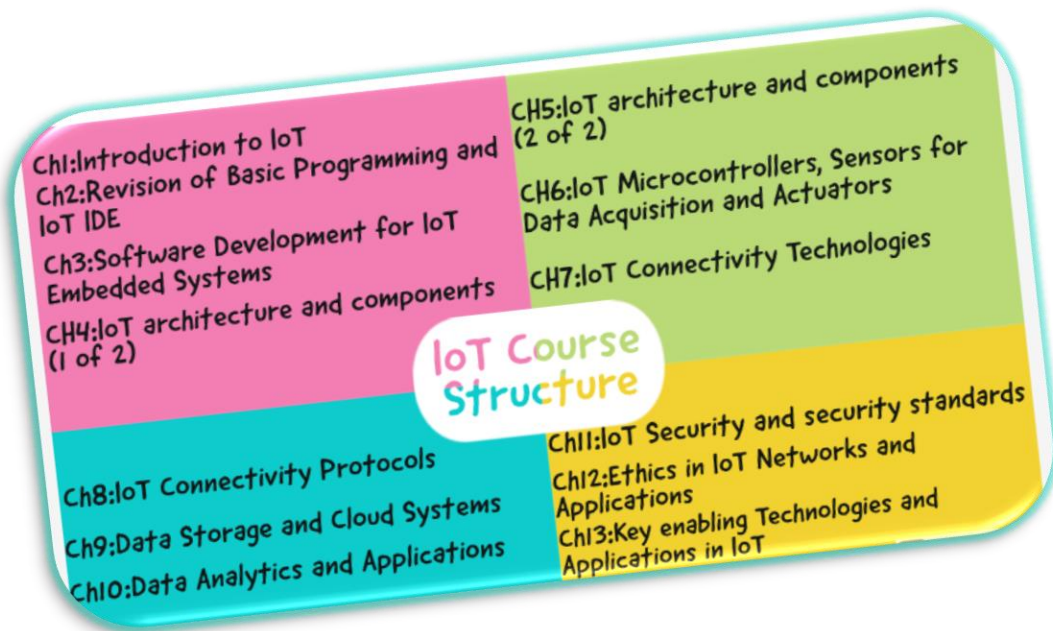 Ch1:Introduction to IoT
Ch2:Revision of Basic Programming and
IoT IDE
Ch3:Software Development for IoT
Embedded Systems
CH4:IoT architecture and components
(1 of 2)
CH5:IoT architecture and components
(2 of 2)
CH6:IoT Microcontrollers, Sensors for
Data Acquisition and Actuators
CH7:IoT Connectivity Technologies
IoT Course
Structure
Ch8:IoT Connectivity Protocols
Ch9:Data Storage and Cloud Systems
Ch10:Data Analytics and Applications
Ch11:IoT Security and security standards
Ch12:Ethics in IoT Networks and
Applications
Ch13:Key enabling Technologies and
Applications in IoT